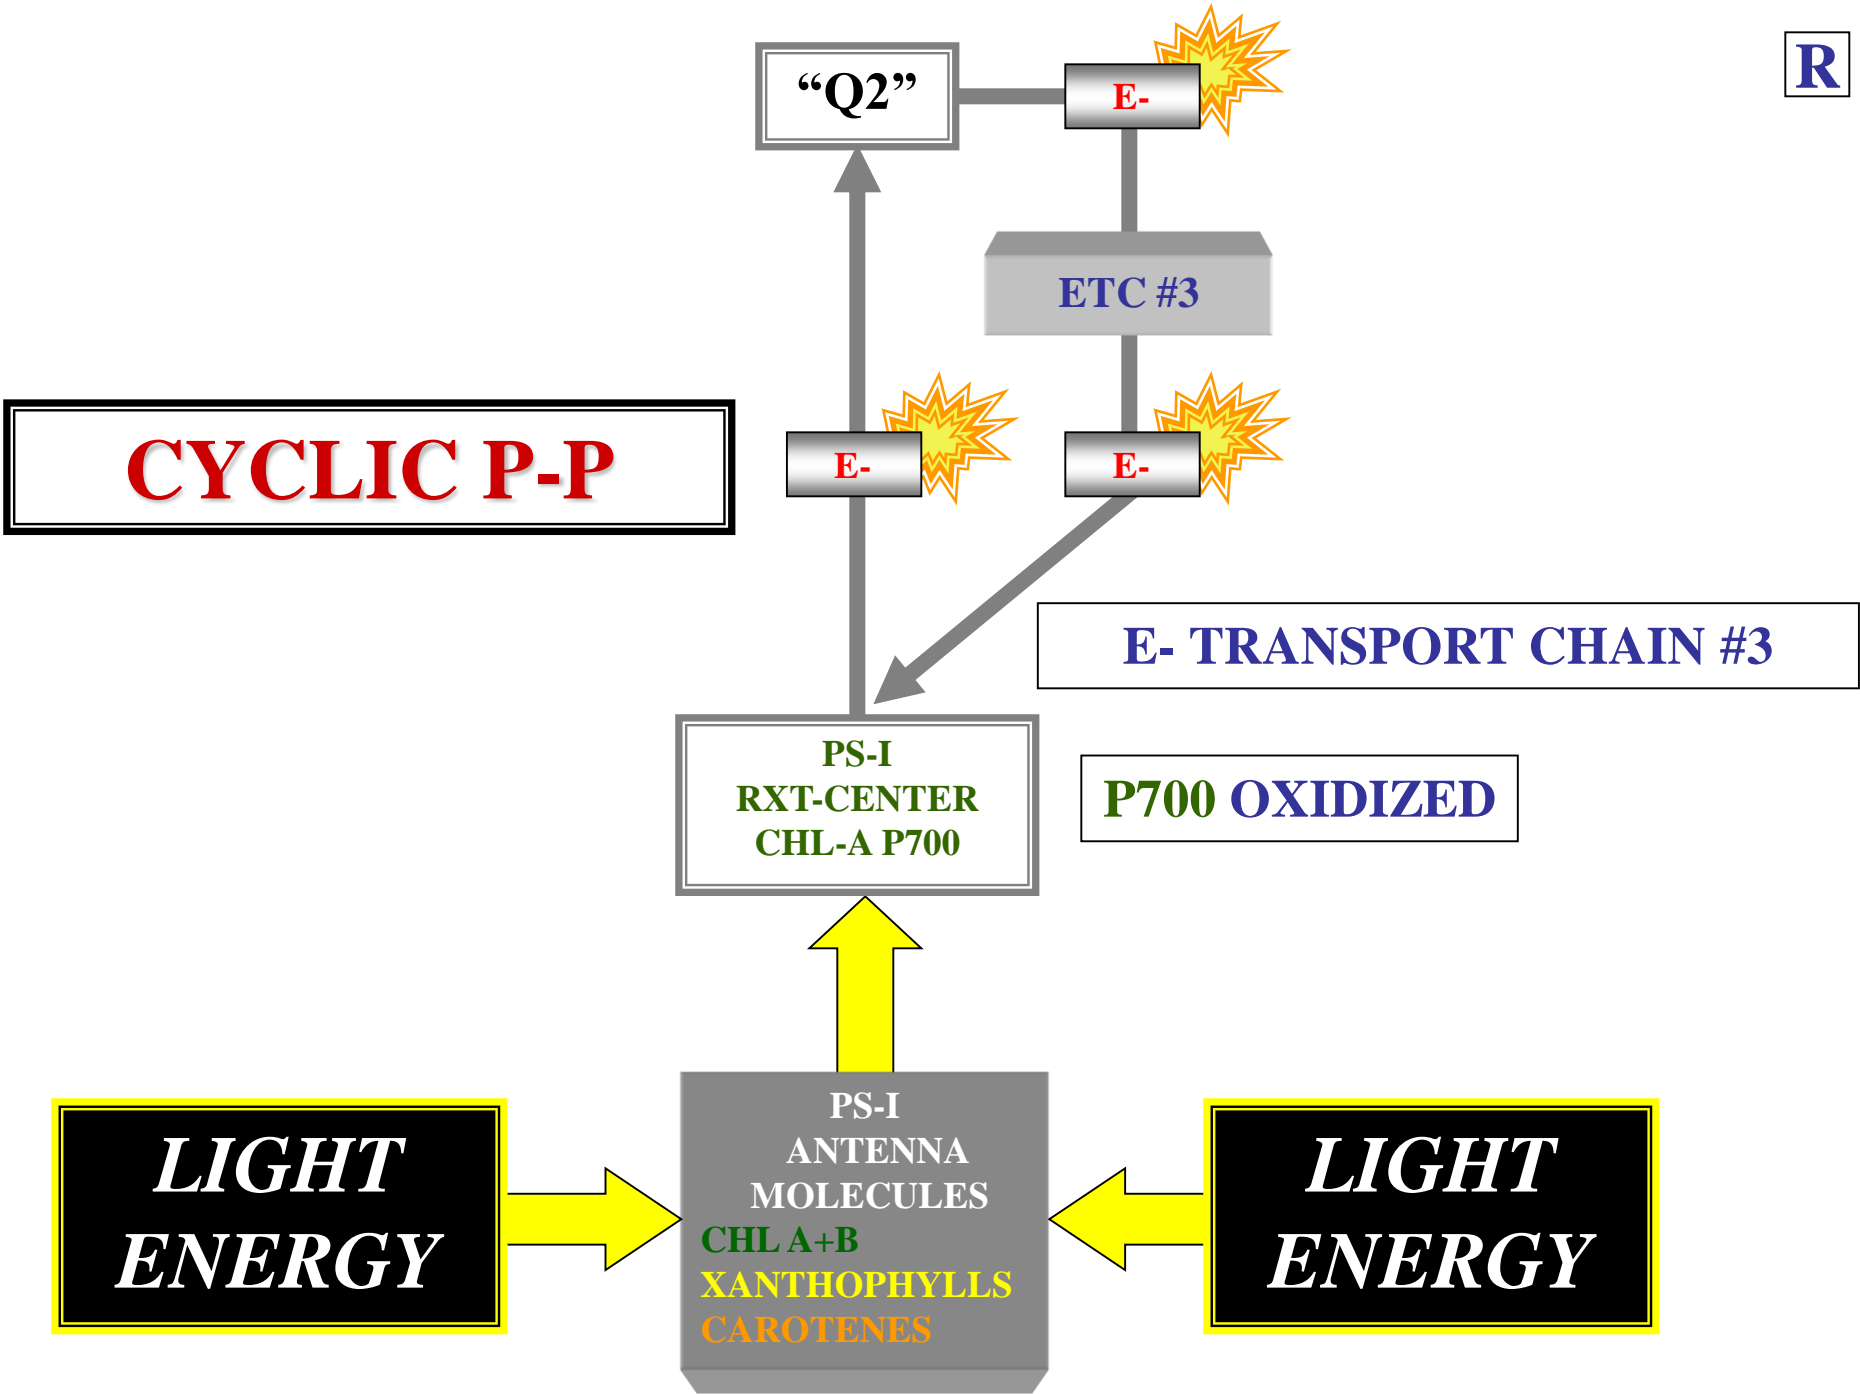 “Q2”
E-
R
ETC #3
CYCLIC P-P
E-
E-
E- TRANSPORT CHAIN #3
PS-I
RXT-CENTER
CHL-A P700
P700 OXIDIZED
LIGHT
ENERGY
PS-I
ANTENNA
MOLECULES
CHL A+B
XANTHOPHYLLS
CAROTENES
LIGHT
ENERGY